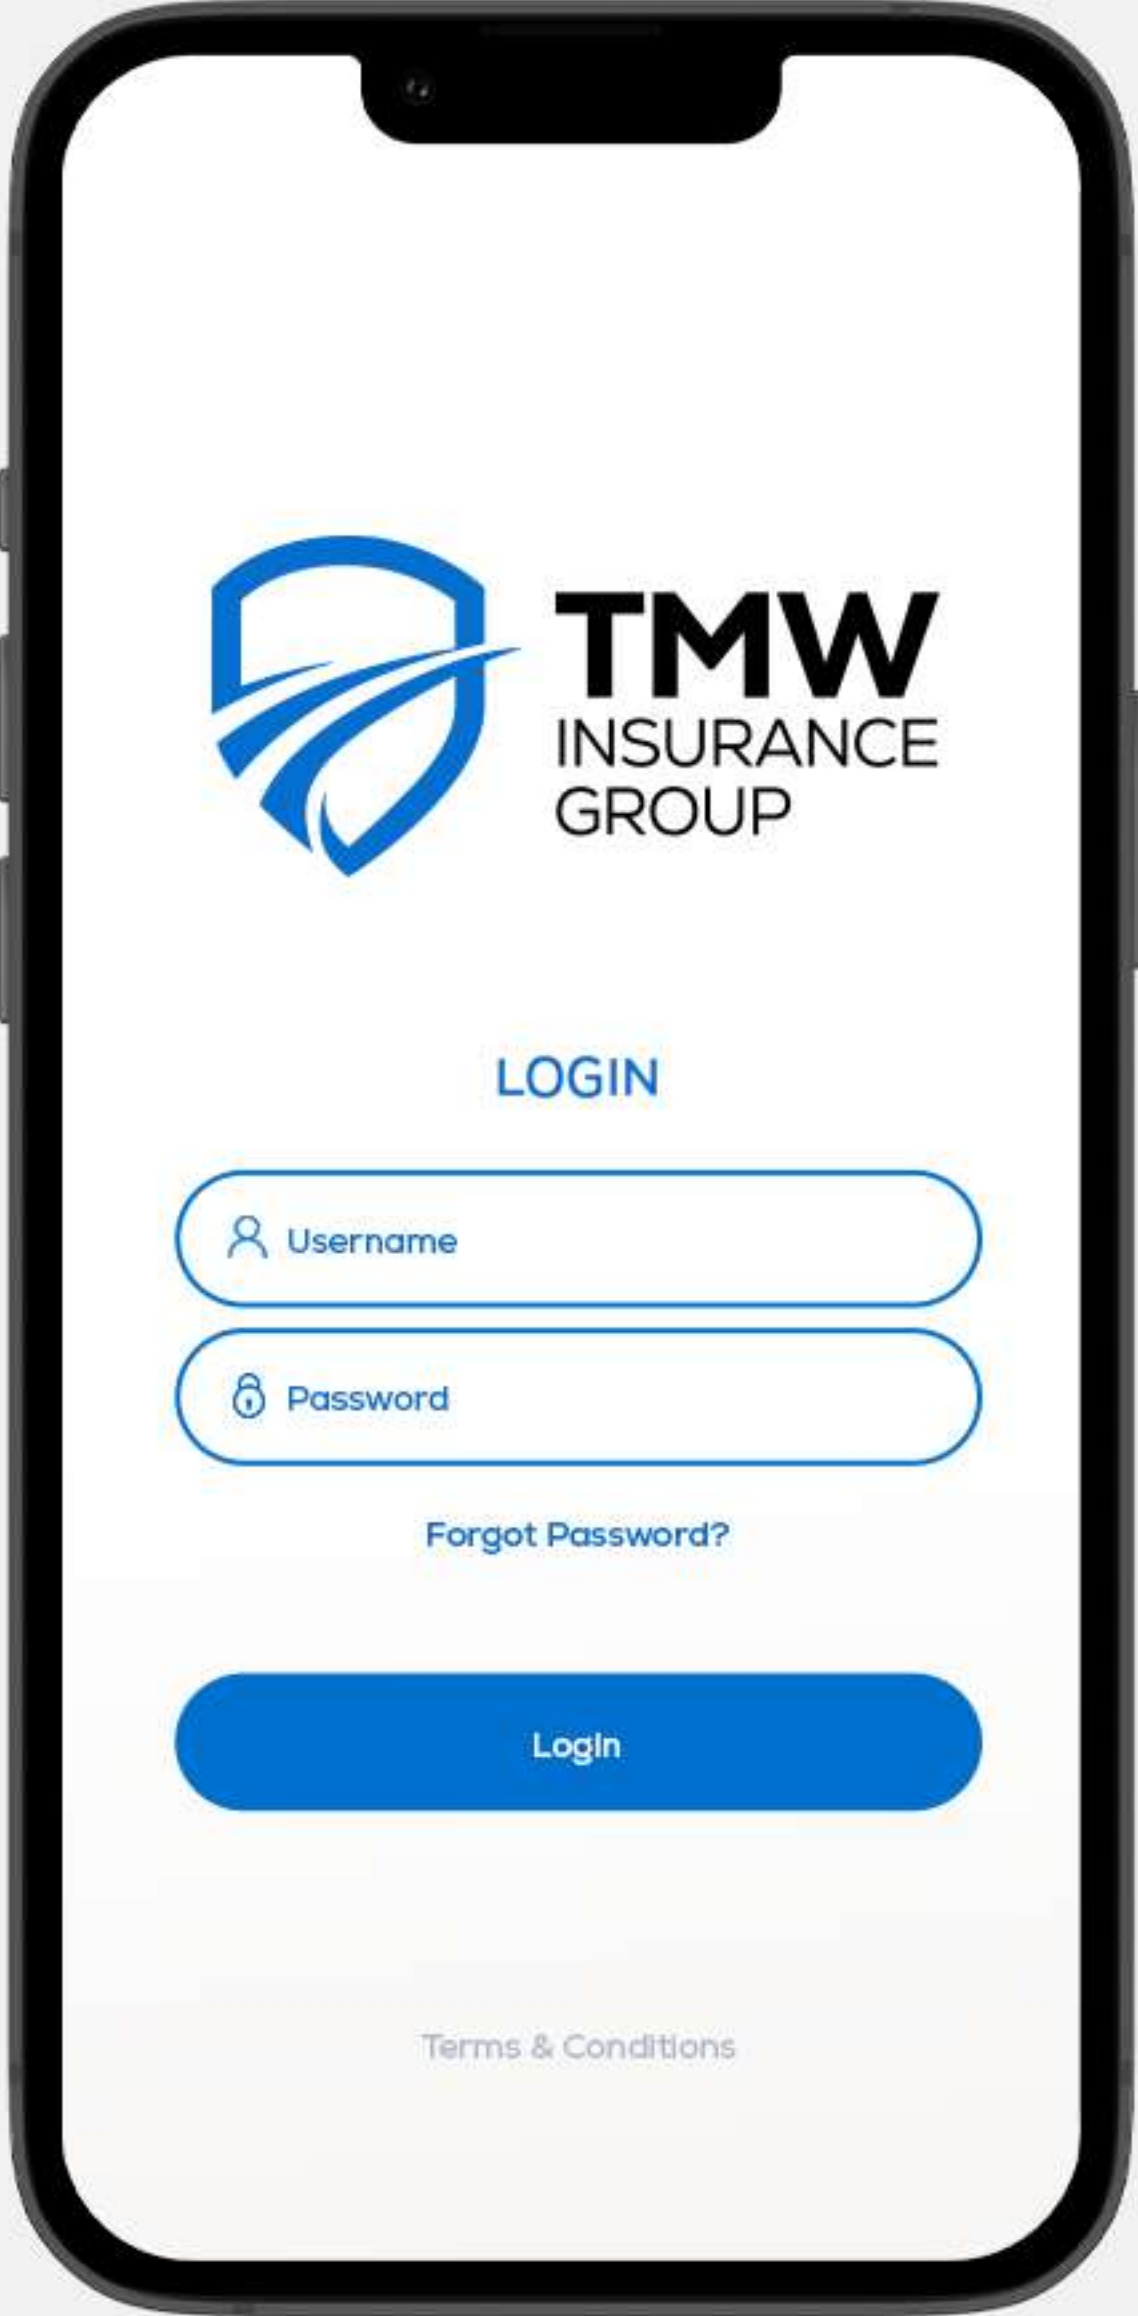 TMW
INSURANCE
GROUP
LOGIN
Username
Password
Forgot Password?
Login
Terms & Conditions